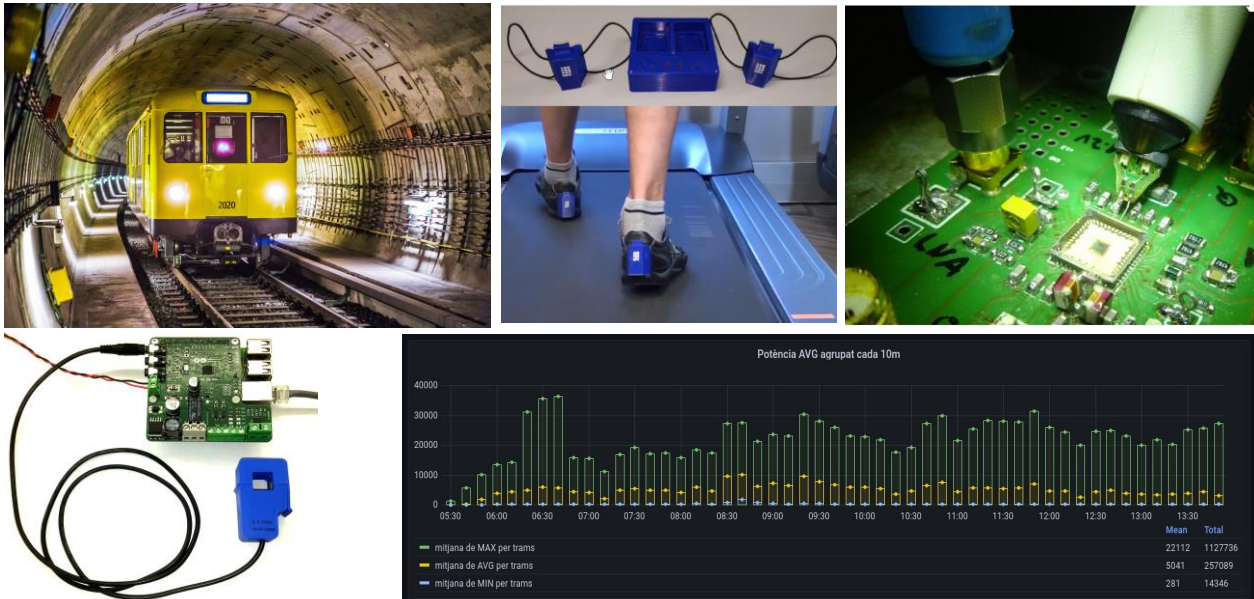 2020
LNA
Potència AVG agrupat cada 10m
40000
30000
20000
10000
0
05:30 06:00 06:30 07:00 07:30 08:00 08:30 09:00 09:30 10:00 10:30 11:00 11:30 12:00 12:30 13:00 13:30
Mean Total
mitjana de MAX per trams 22112 1127736
mitjana de AVG per trams 5041 257089
mitjana de MIN per trams 281 14346